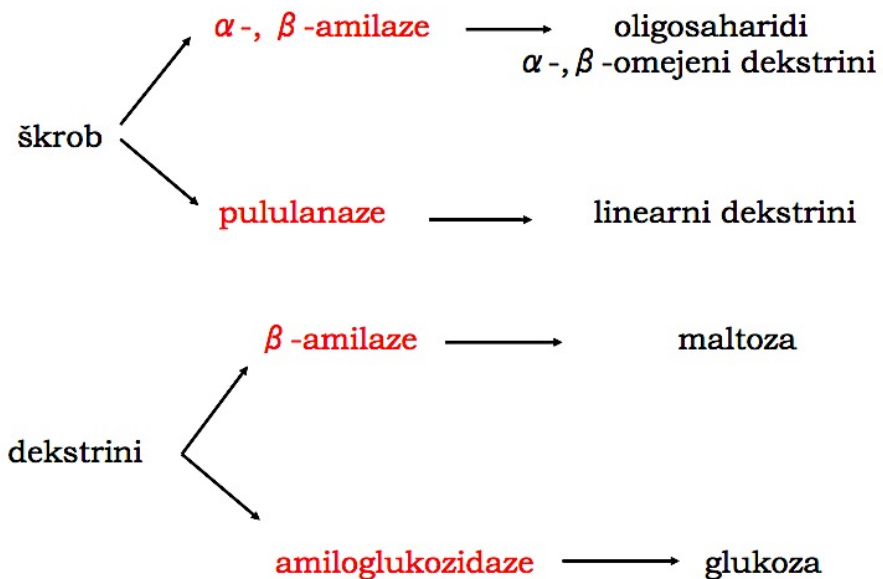 α-, β-amilaze
oligosaharidi
α-,β-omejeni dekstrini
škrob
pululanaze
linearni dekstrini
β-amilaze
maltoza
dekstrini
amiloglukozidaze
glukoza